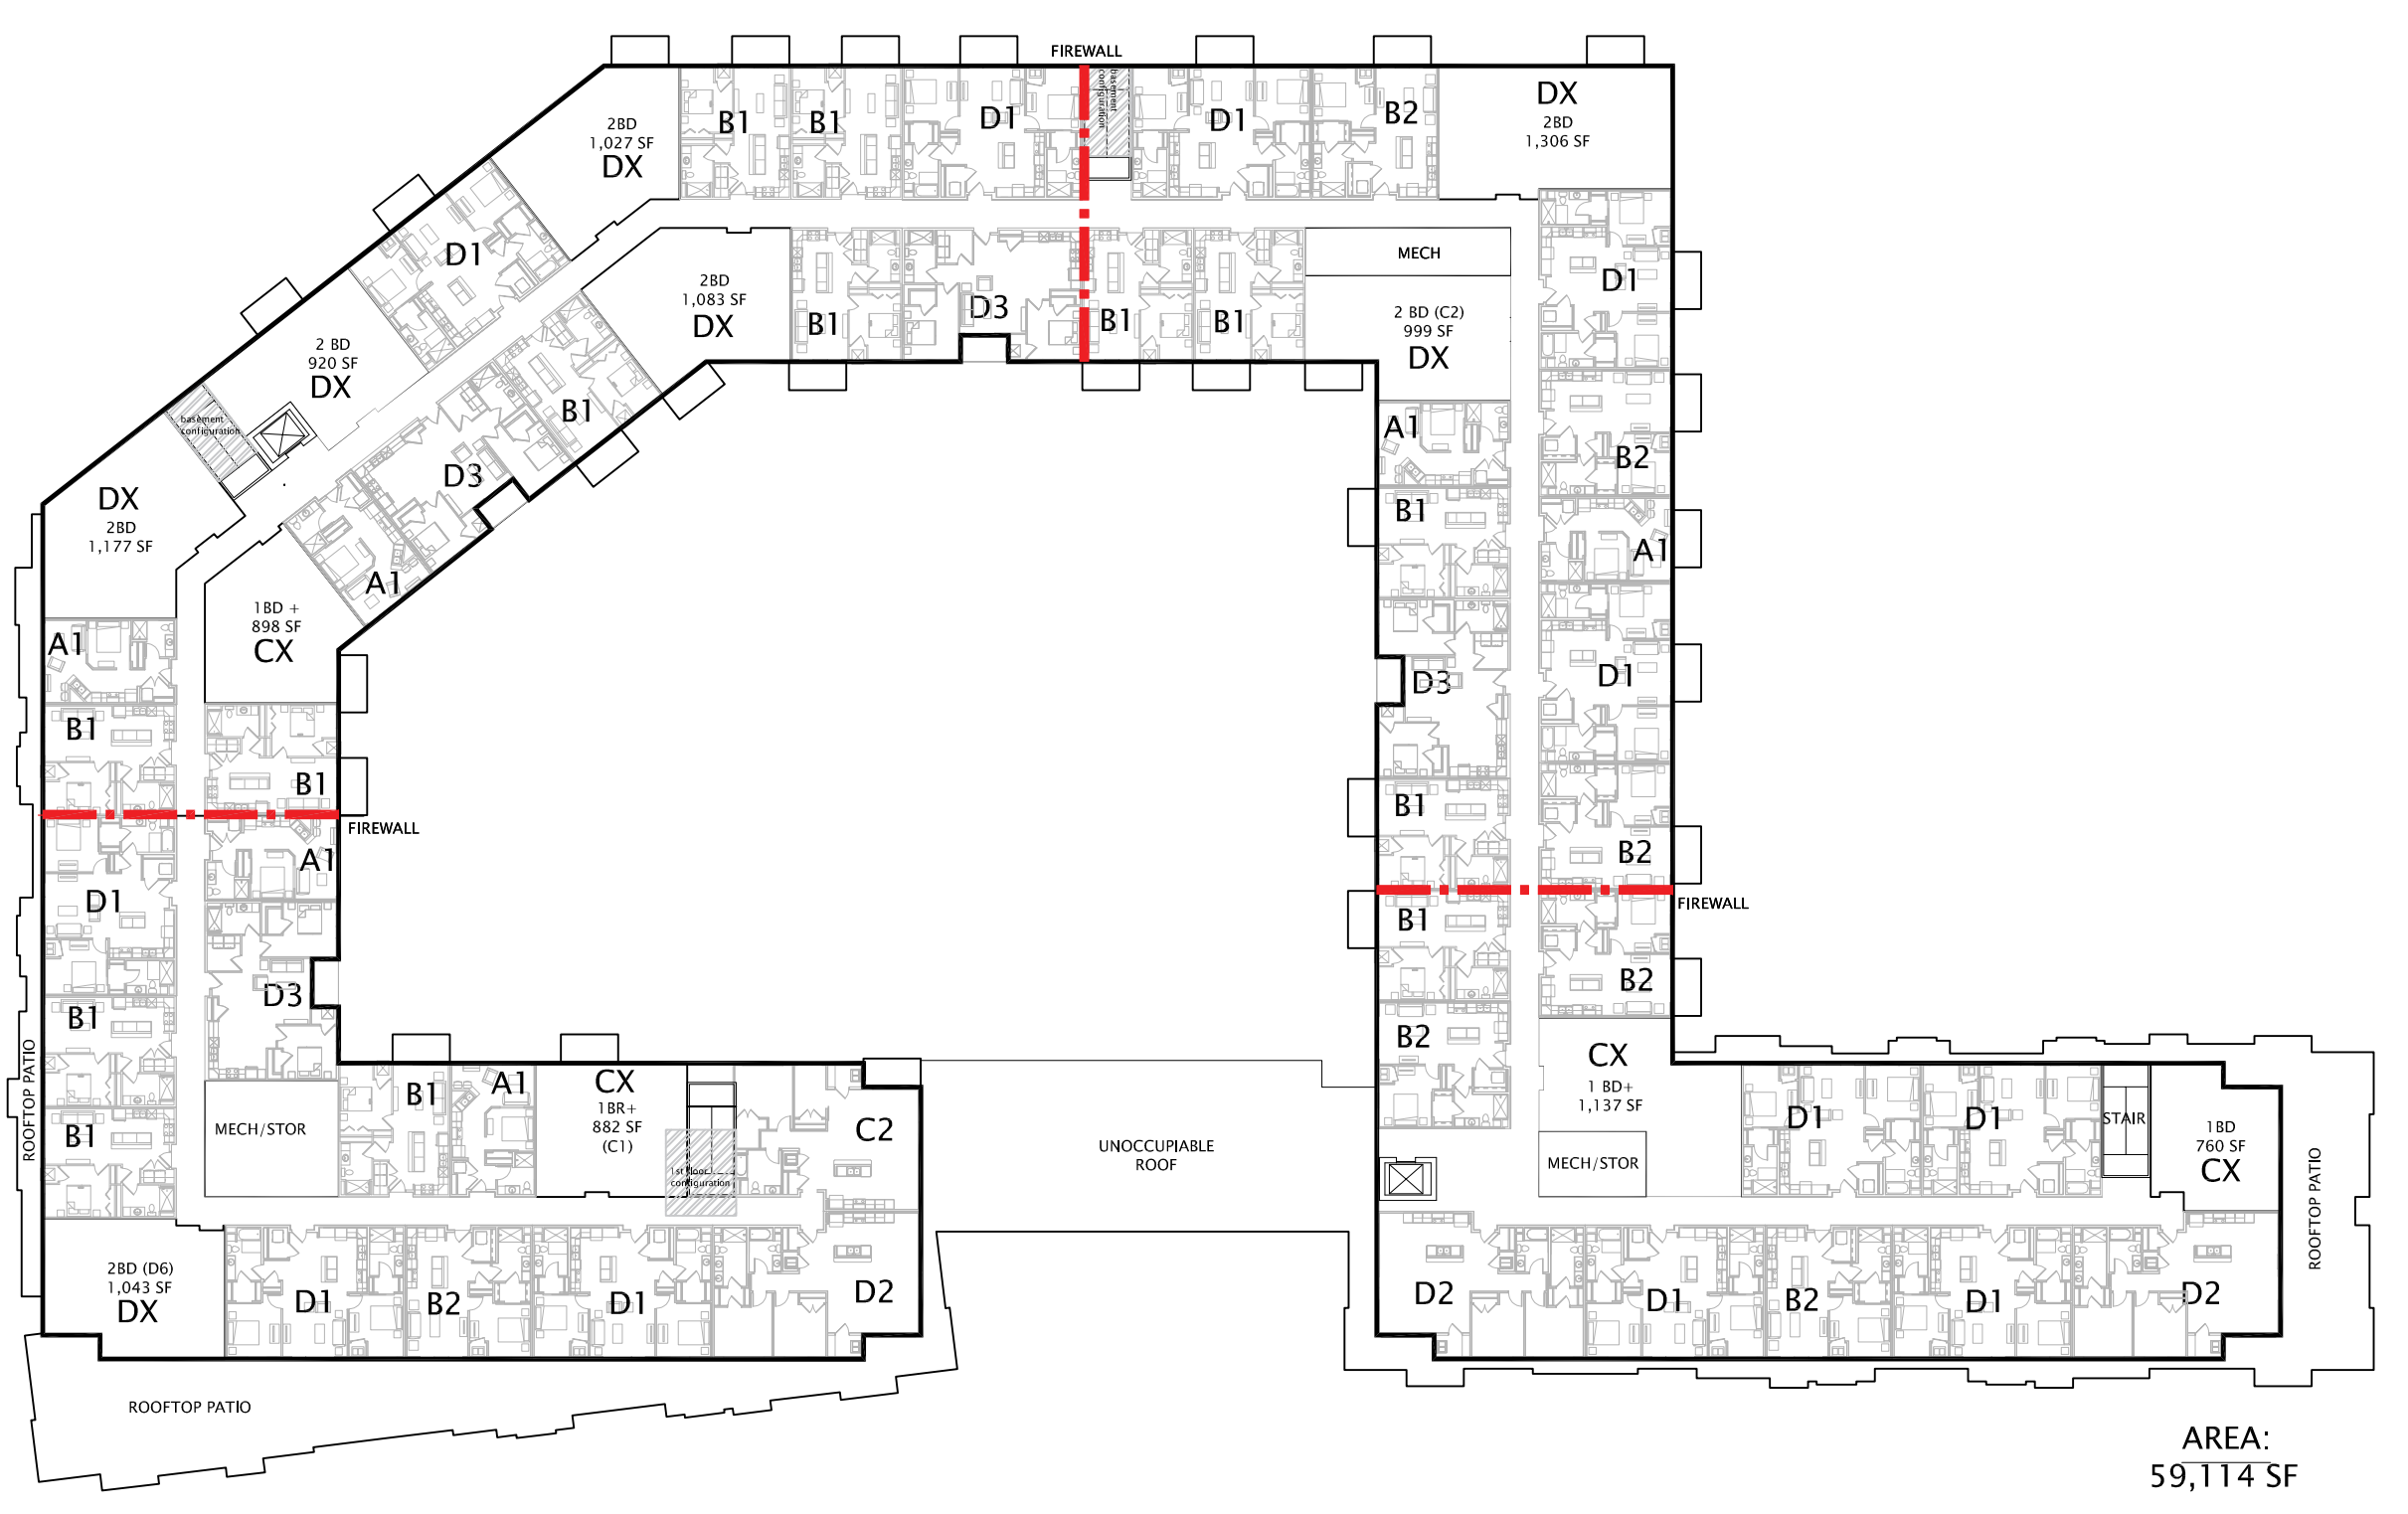 FIREWALL
2BD
1,027 SF
DX
B1
B1
D1
basement
configuration
D1
B2
DX
2BD
1,306 SF
D1
2BD
1,083 SF
DX
B1
D3
B1
B1
MECH
2 BD (C2)
999 SF
DX
D1
2 BD
920 SF
DX
B1
A1
B2
basement
configuration
D3
B1
A1
DX
2BD
1,177 SF
A1
1BD +
898 SF
CX
A1
D3
D1
B1
B1
B1
B2
FIREWALL
D1
A1
B1
FIREWALL
B2
B1
D3
B2
B1
MECH/STOR
B1
A1
CX
1BR+
882 SF
(C1)
1st floor
configuration
C2
UNOCCUPIABLE
ROOF
CX
1 BD+
1,137 SF
MECH/STOR
D1
D1
STAIR
1BD
760 SF
CX
ROOFTOP PATIO
ROOFTOP PATIO
2BD (D6)
1,043 SF
DX
D1
B2
D1
D2
D2
D1
B2
D1
D2
ROOFTOP PATIO
AREA:
59,114 SF